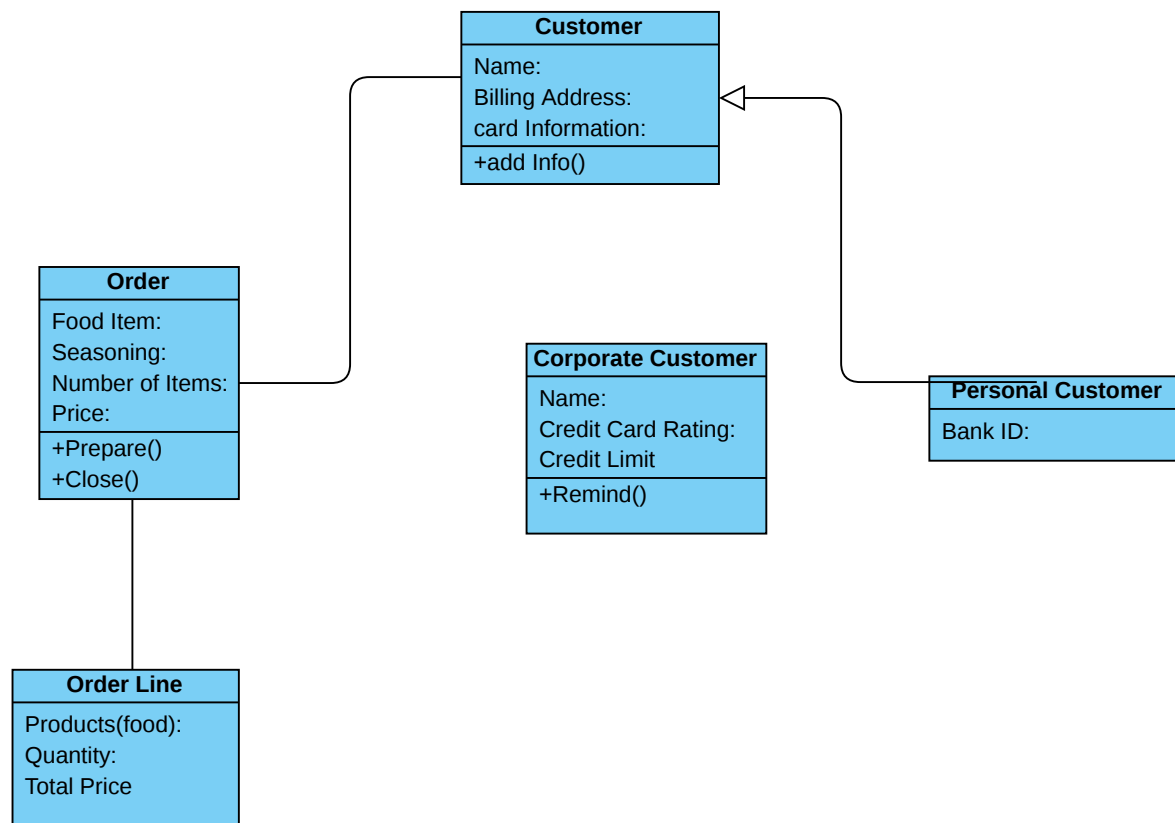 Customer
Name:
Billing Address:
card Information:
+add Info()
Order
Food Item:
Seasoning:
Number of Items:
Price:
+Prepare()
+Close()
Corporate Customer
Name:
Credit Card Rating:
Credit Limit
+Remind()
Personal Customer
Bank ID:
Order Line
Products(food):
Quantity:
Total Price